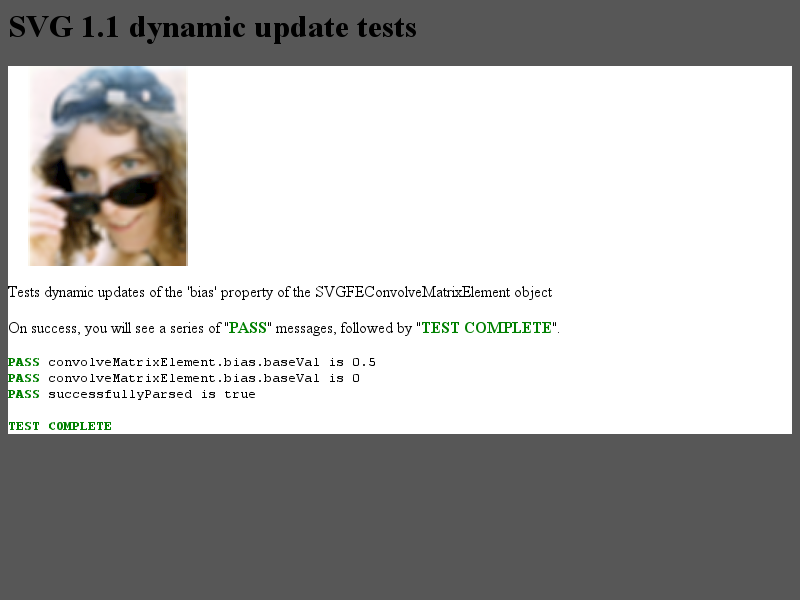 SVG 1.1 dynamic update tests
Tests dynamic updates of the 'bias' property of the SVGFEConvolveMatrixElement object
On success, you will see a series of "PASS" messages, followed by "TEST COMPLETE".
PASS convolveMatrixElement.bias.baseVal is 0.5
PASS convolveMatrixElement.bias.baseVal is 0
PASS successfullyParsed is true
TEST COMPLETE